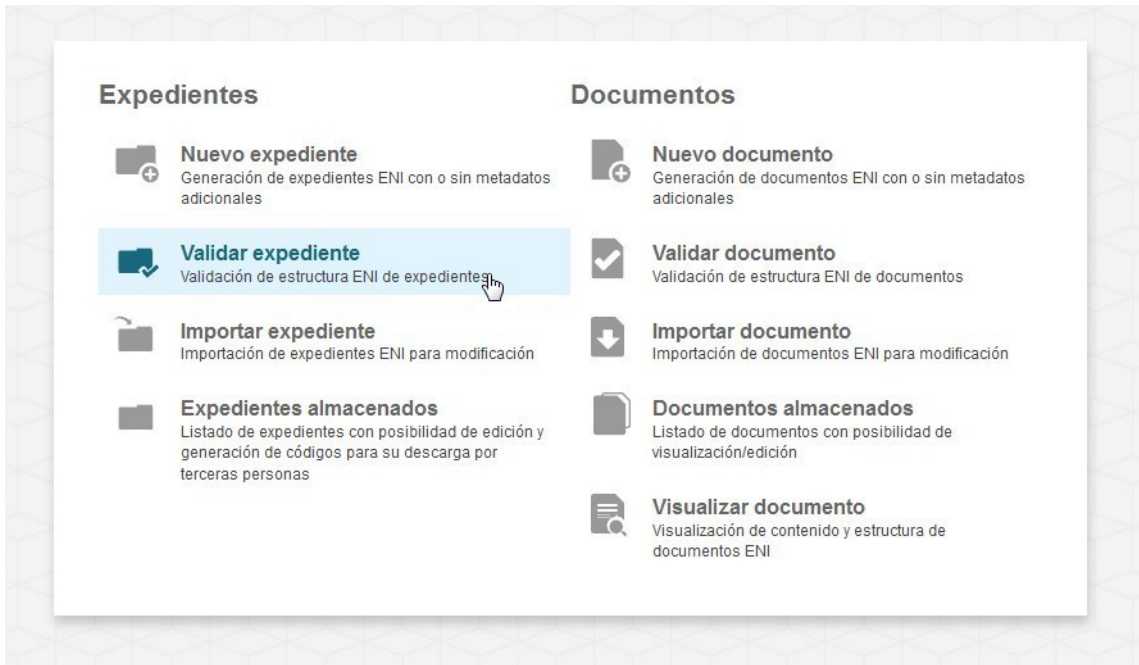 Expedientes
Nuevo expediente
Generación de expedientes ENI con o sin metadatos
adicionales
Validar expediente
Validación de estructura ENI de expedientes
Importar expediente
Importación de expedientes ENI para modificación
Expedientes almacenados
Listado de expedientes con posibilidad de edición y
generación de códigos para su descarga por
terceras personas
Documentos
Nuevo documento
Generación de documentos ENI con o sin metadatos
adicionales
Validar documento
Validación de estructura ENI de documentos
Importar documento
Importación de documentos ENI para modificación
Documentos almacenados
Listado de documentos con posibilidad de
visualización/edición
Visualizar documento
Visualización de contenido y estructura de
documentos ENI